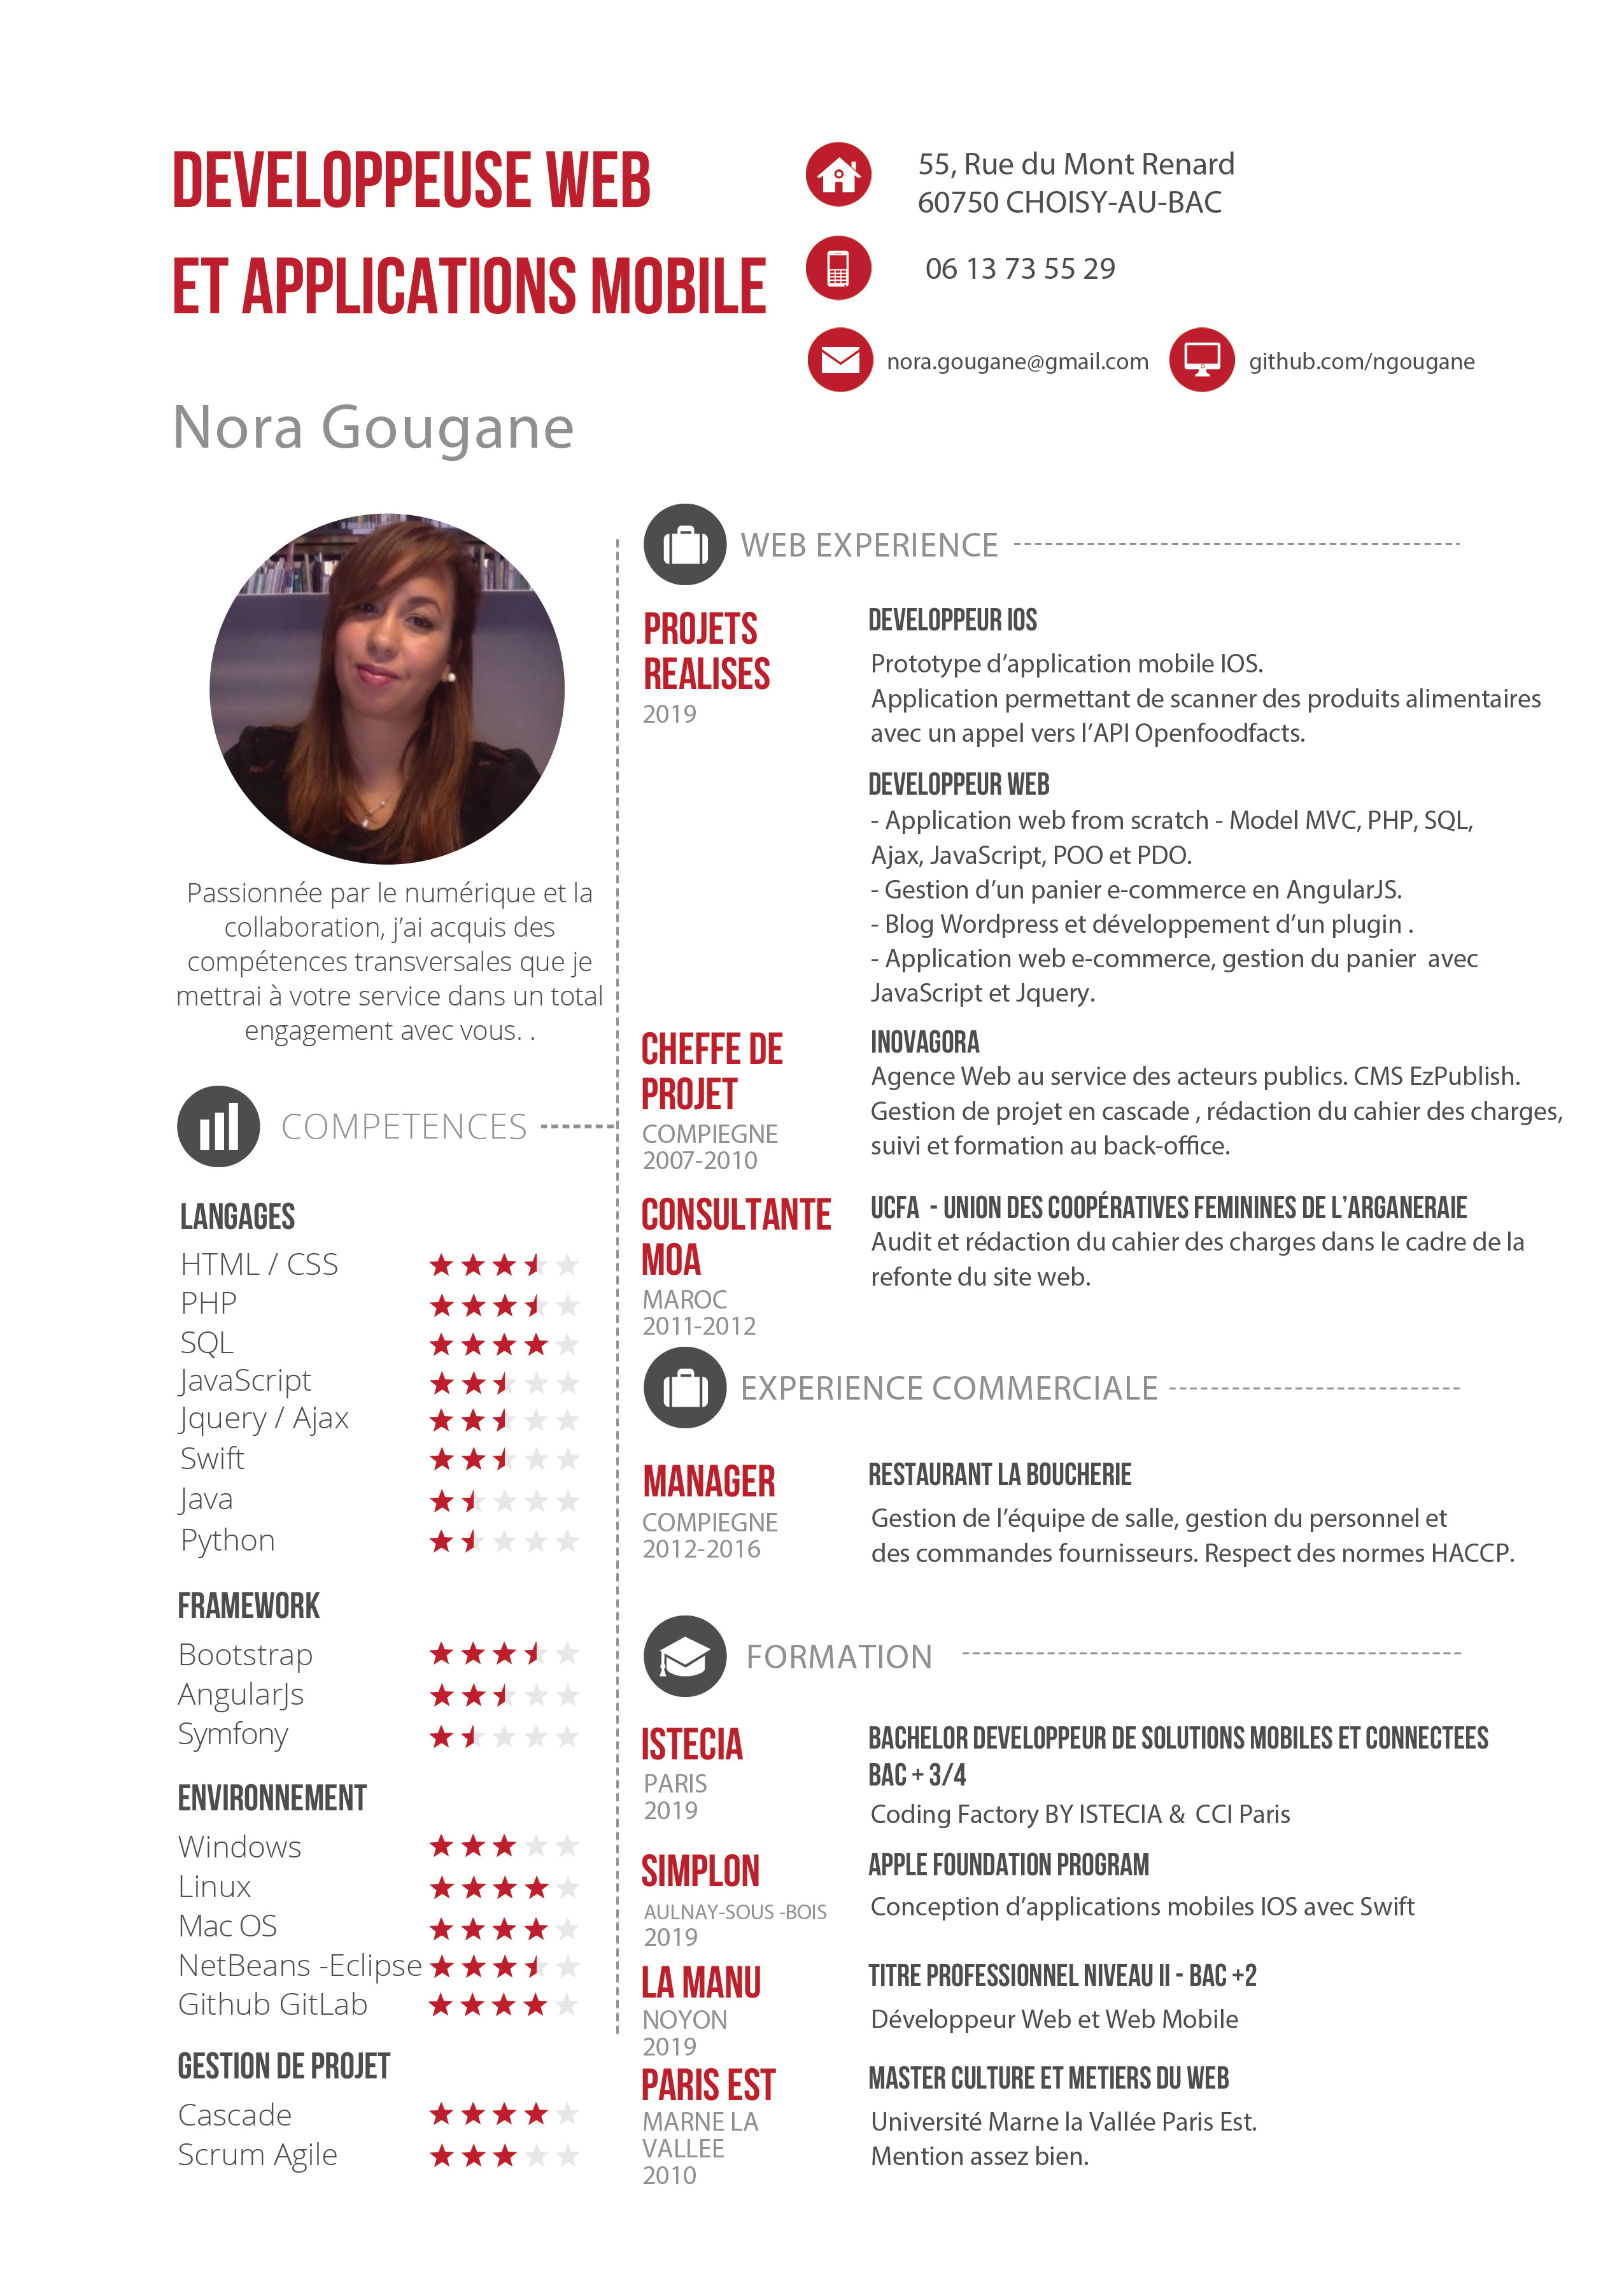 DEVELOPPEUSE WEB
ET APPLICATIONS MOBILE
Nora Gougane
55, Rue du Mont Renard
60750 CHOISY-AU-BAC
06 13 73 55 29
nora.gougane@gmail.com
github.com/ngougane
Passionnée par le numérique et la
collaboration, j’ai acquis des
compétences transversales que je
mettrai à votre service dans un total
engagement avec vous. .
COMPETENCES
LANGAGES
HTML / CSS
PHP
SQL
JavaScript
Jquery / Ajax
Swift
Java
Python
FRAMEWORK
Bootstrap
AngularJs
Symfony
ENVIRONNEMENT
Windows
Linux
Mac OS
NetBeans -Eclipse
Github GitLab
GESTION DE PROJET
Cascade
Scrum Agile
WEB EXPERIENCE
PROJETS
REALISES
2019
DEVELOPPEUR IOS
Prototype d’application mobile IOS.
Application permettant de scanner des produits alimentaires
avec un appel vers l’API Openfoodfacts.
DEVELOPPEUR WEB
- Application web from scratch - Model MVC, PHP, SQL,
Ajax, JavaScript, POO et PDO.
- Gestion d’un panier e-commerce en AngularJS.
- Blog Wordpress et développement d’un plugin .
- Application web e-commerce, gestion du panier  avec
JavaScript et Jquery.
CHEFFE DE
PROJET
COMPIEGNE
2007-2010
INOVAGORA
Agence Web au service des acteurs publics. CMS EzPublish.
Gestion de projet en cascade , rédaction du cahier des charges,
suivi et formation au back-office.
CONSULTANTE
MOA
MAROC
2011-2012
UCFA  - UNION DES COOPÉRATIVES FEMININES DE L’ARGANERAIE
Audit et rédaction du cahier des charges dans le cadre de la
refonte du site web.
EXPERIENCE COMMERCIALE
MANAGER
COMPIEGNE
2012-2016
RESTAURANT LA BOUCHERIE
Gestion de l’équipe de salle, gestion du personnel et
des commandes fournisseurs. Respect des normes HACCP.
FORMATION
ISTECIA
PARIS
2019
BACHELOR DEVELOPPEUR DE SOLUTIONS MOBILES ET CONNECTEES
BAC + 3/4
Coding Factory BY ISTECIA &  CCI Paris
SIMPLON
AULNAY-SOUS -BOIS
2019
APPLE FOUNDATION PROGRAM
Conception d’applications mobiles IOS avec Swift
LA MANU
NOYON
2019
TITRE PROFESSIONNEL NIVEAU II - BAC +2
Développeur Web et Web Mobile
PARIS EST
MARNE LA
VALLEE
2010
MASTER CULTURE ET METIERS DU WEB
Université Marne la Vallée Paris Est.
Mention assez bien.